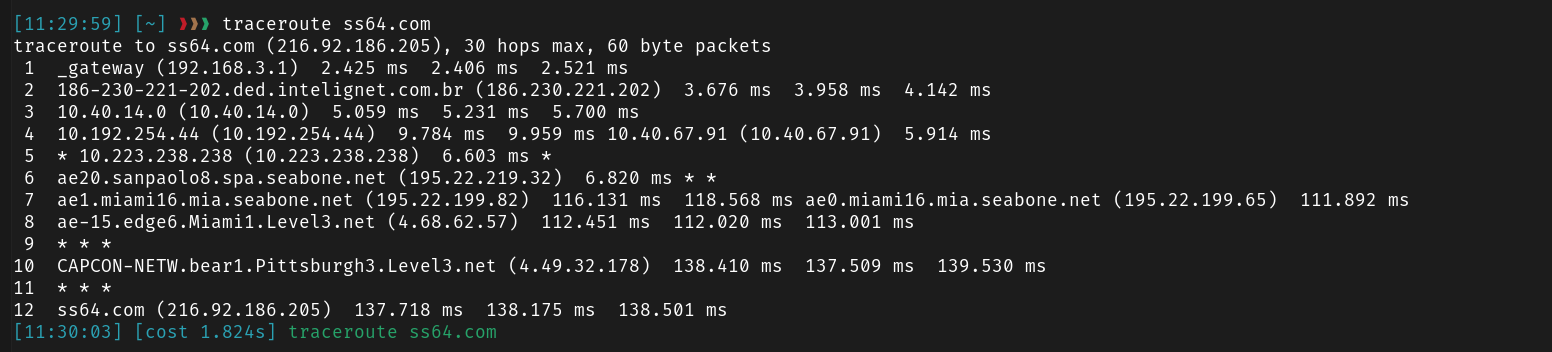 [11:29:59] [~] ❯❯❯ traceroute ss64.com
traceroute to ss64.com (216.92.186.205), 30 hops max, 60 byte packets
 1  _gateway (192.168.3.1)  2.425 ms  2.406 ms  2.521 ms
 2  186-230-221-202.ded.intelignet.com.br (186.230.221.202)  3.676 ms  3.958 ms  4.142 ms
 3  10.40.14.0 (10.40.14.0)  5.059 ms  5.231 ms  5.700 ms
 4  10.192.254.44 (10.192.254.44)  9.784 ms  9.959 ms 10.40.67.91 (10.40.67.91)  5.914 ms
 5  * 10.223.238.238 (10.223.238.238)  6.603 ms *
 6  ae20.sanpaolo8.spa.seabone.net (195.22.219.32)  6.820 ms * *
 7  ae1.miami16.mia.seabone.net (195.22.199.82)  116.131 ms  118.568 ms ae0.miami16.mia.seabone.net (195.22.199.65)  111.892 ms
 8  ae-15.edge6.Miami1.Level3.net (4.68.62.57)  112.451 ms  112.020 ms  113.001 ms
 9  * * *
10  CAPCON-NETW.bear1.Pittsburgh3.Level3.net (4.49.32.178)  138.410 ms  137.509 ms  139.530 ms
11  * * *
12  ss64.com (216.92.186.205)  137.718 ms  138.175 ms  138.501 ms
[11:30:03] [cost 1.824s] traceroute ss64.com